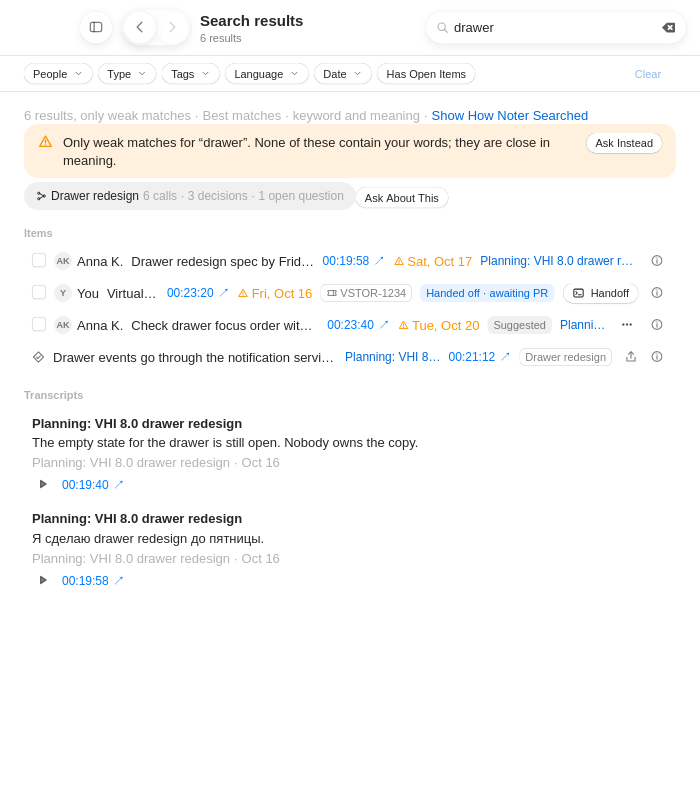 Search results
6 results
drawer
People Type Tags Language Date Has Open Items Clear
6 results, only weak matches · Best matches · keyword and meaning · Show How Noter Searched
Only weak matches for “drawer”. None of these contain your words; they are close in
meaning.
Ask Instead
Drawer redesign 6 calls · 3 decisions · 1 open question Ask About This
Items
AK Anna K. Drawer redesign spec by Frid… 00:19:58 ↗ Sat, Oct 17 Planning: VHI 8.0 drawer r…
Y You Virtual… 00:23:20 ↗ Fri, Oct 16 VSTOR-1234 Handed off · awaiting PR Handoff
AK Anna K. Check drawer focus order wit… 00:23:40 ↗ Tue, Oct 20 Suggested Planni… •••
Drawer events go through the notification servi… Planning: VHI 8… 00:21:12 ↗ Drawer redesign
Transcripts
Planning: VHI 8.0 drawer redesign
The empty state for the drawer is still open. Nobody owns the copy.
Planning: VHI 8.0 drawer redesign · Oct 16
00:19:40 ↗
Planning: VHI 8.0 drawer redesign
Я сделаю drawer redesign до пятницы.
Planning: VHI 8.0 drawer redesign · Oct 16
00:19:58 ↗